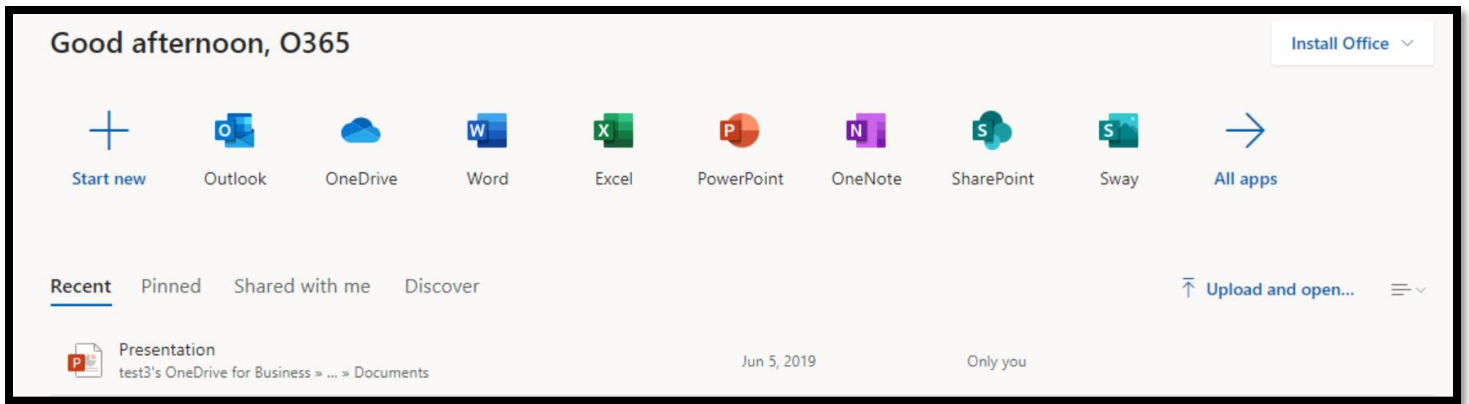 Good afternoon, O365
Install Office
O W X P N S S
Start new Outlook OneDrive Word Excel PowerPoint OneNote SharePoint Sway All apps
Recent Pinned Shared with me Discover
Upload and open...
P
Presentation
Jun 5, 2019 Only you
test3's OneDrive for Business » ... » Documents